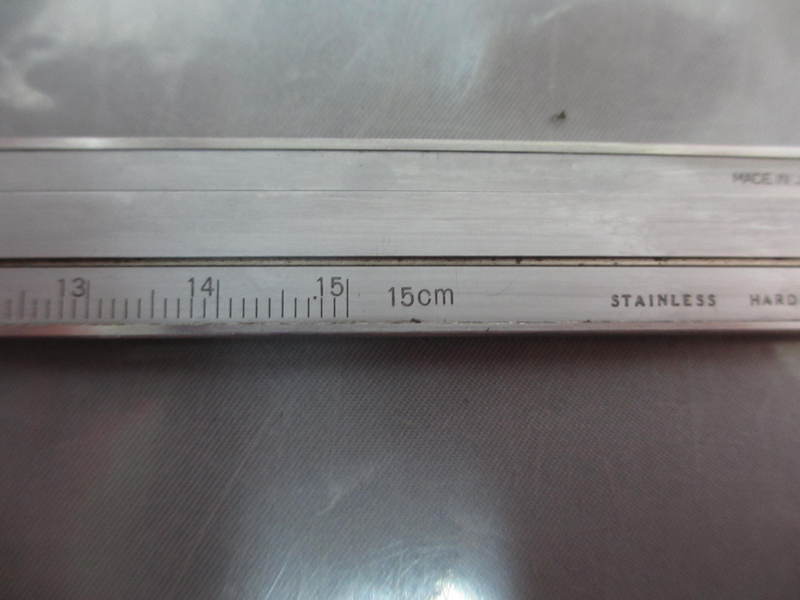 MADE IN
13 14 15 15cm STAINLESS HARD